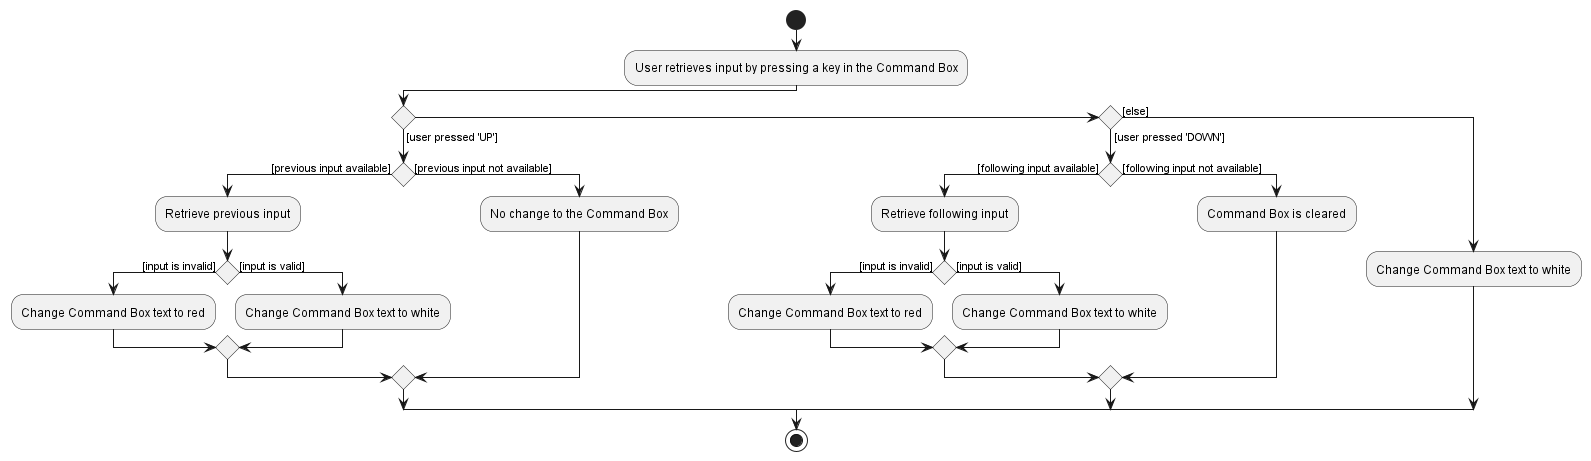 User retrieves input by pressing a key in the Command Box
[else]
[user pressed 'UP']
[user pressed 'DOWN']
[previous input available]
[previous input not available]
[following input available]
[following input not available]
Retrieve previous input
No change to the Command Box
Retrieve following input
Command Box is cleared
[input is invalid]
[input is valid]
[input is invalid]
[input is valid]
Change Command Box text to white
Change Command Box text to red
Change Command Box text to white
Change Command Box text to red
Change Command Box text to white